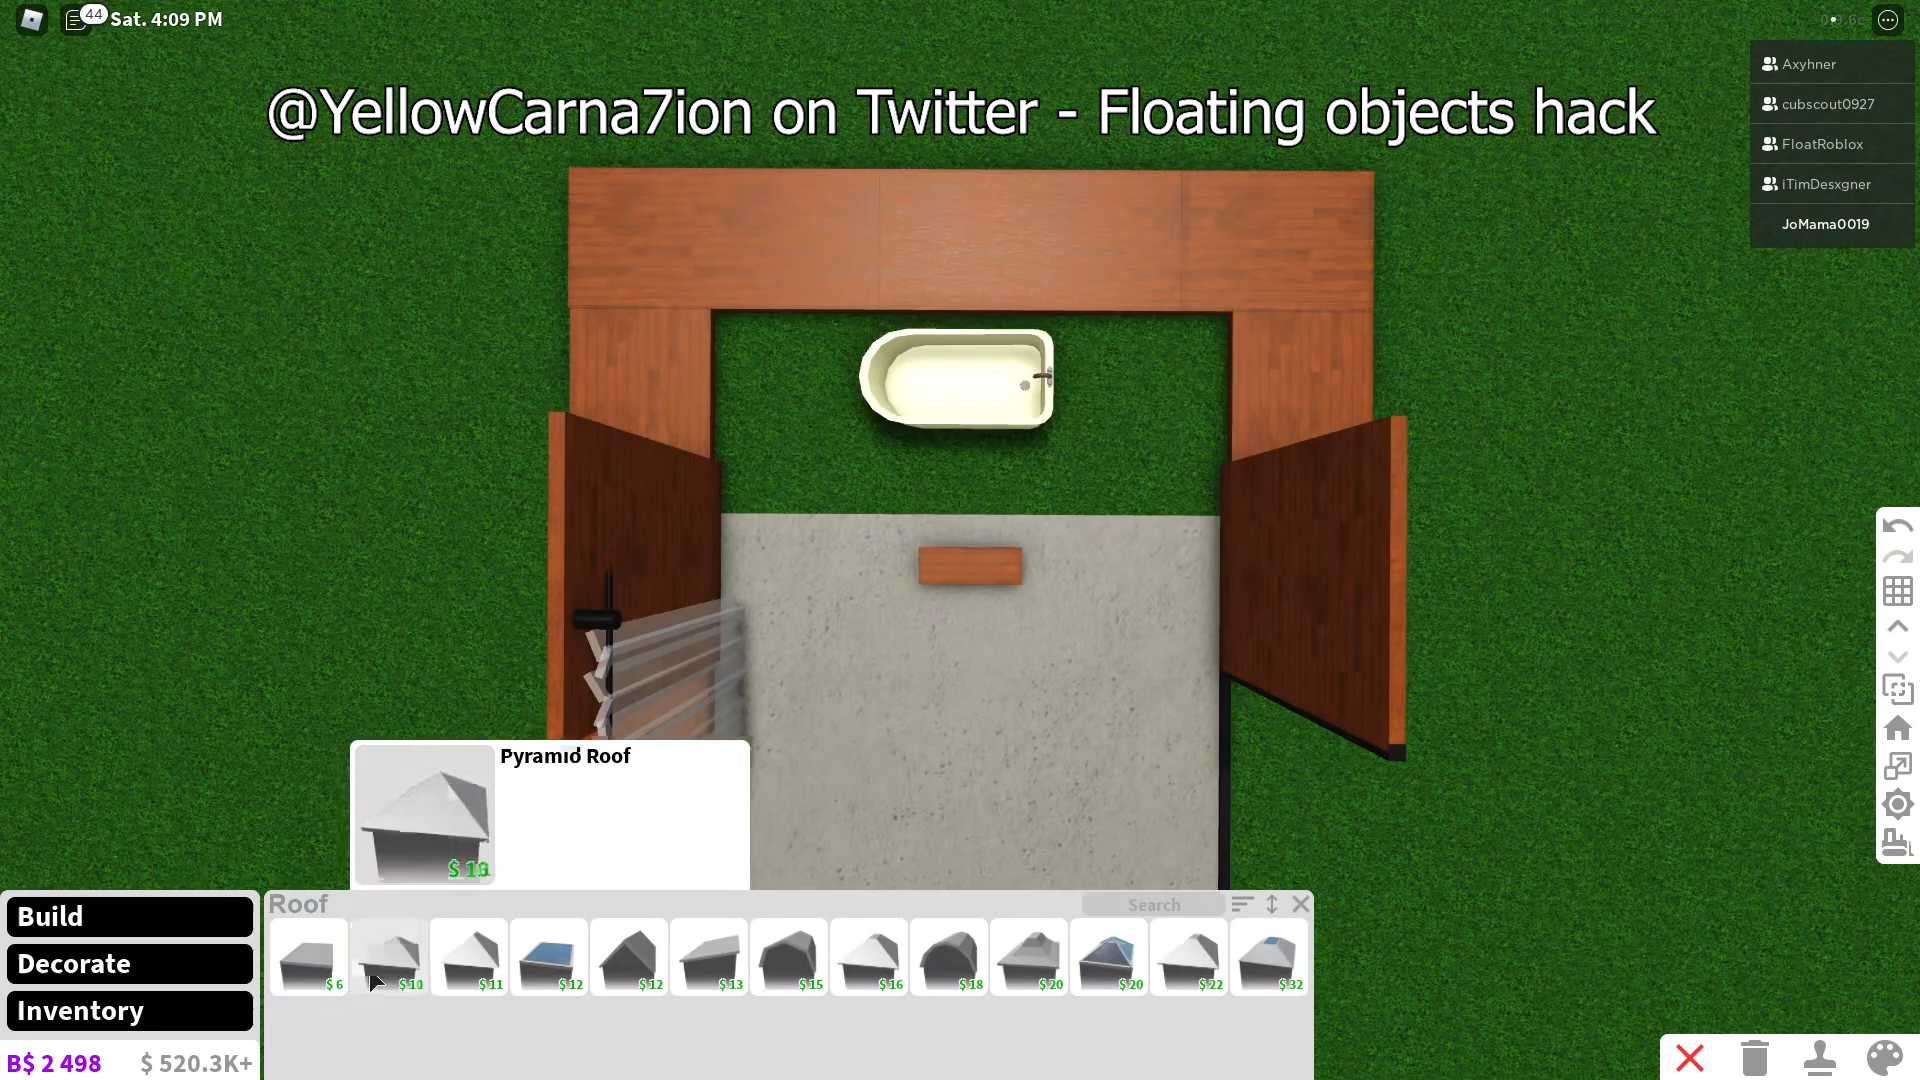 44
Sat. 4:09 PM
@YellowCarna7ion on Twitter - Floating objects hack
Axyhner
cubscout0927
FloatRoblox
iTimDesxgner
JoMama0019
Pyramid Roof
Roof
Search
$ 6
$ 10
$ 11
$ 12
$ 12
$ 13
$ 15
$ 16
$ 18
$ 20
$ 20
$ 22
$ 32
Build
Decorate
Inventory
B$ 2 498
$ 520.3K+